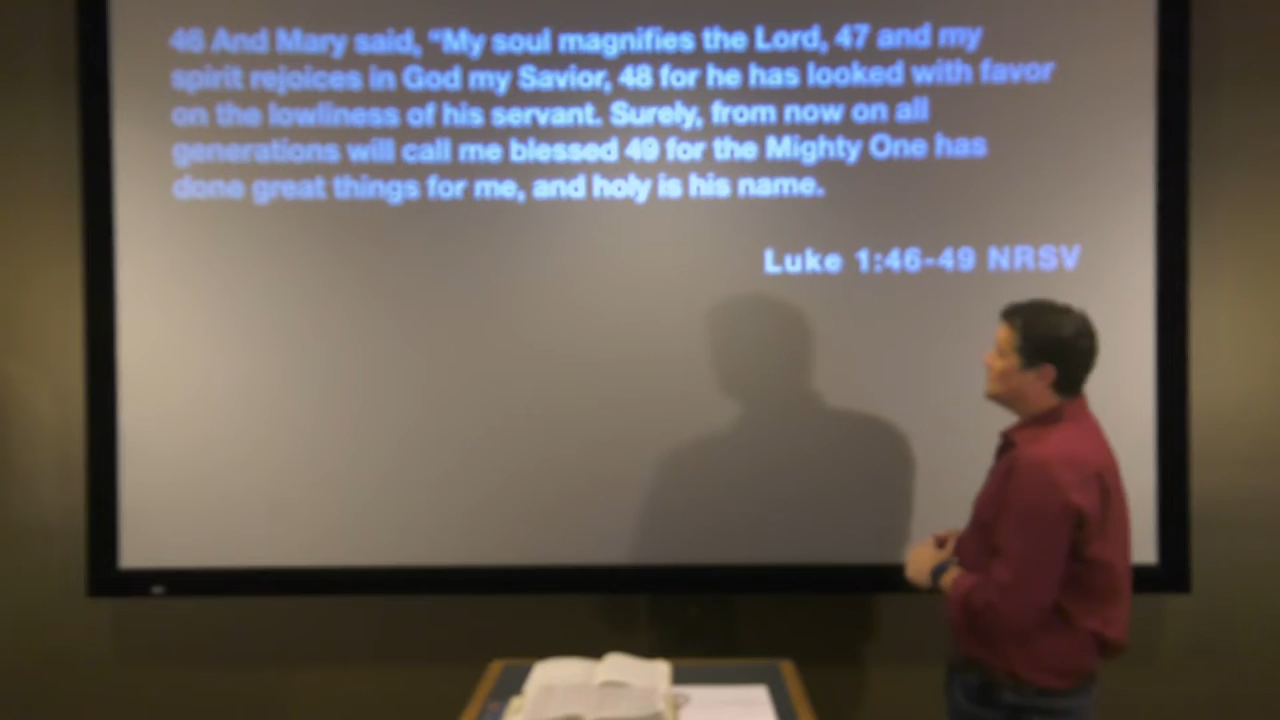 46 And Mary said, “My soul magnifies the Lord, 47 and my
spirit rejoices in God my Savior, 48 for he has looked with favor
on the lowliness of his servant. Surely, from now on all
generations will call me blessed 49 for the Mighty One has
done great things for me, and holy is his name.
Luke 1:46-49 NRSV